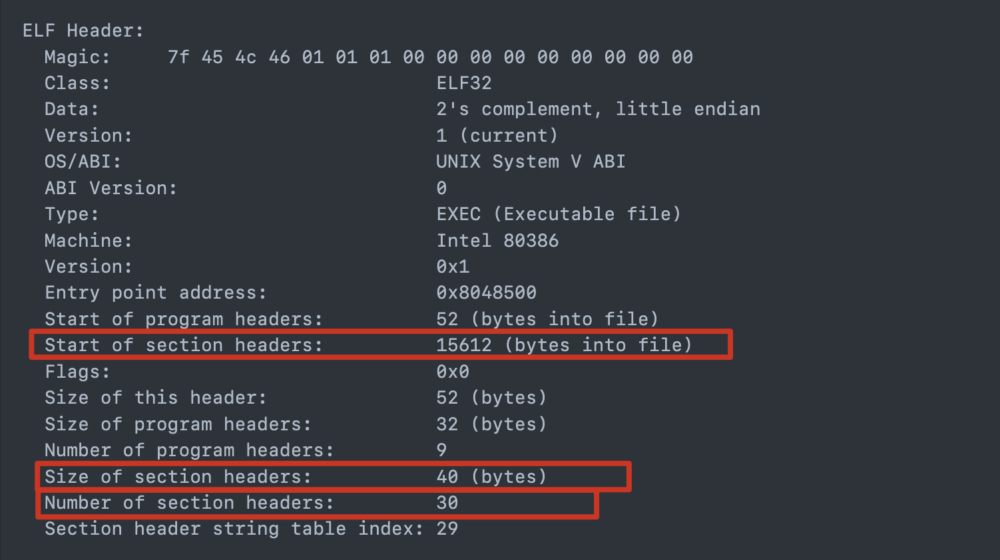 ELF Header:
Magic: 7f 45 4c 46 01 01 01 00 00 00 00 00 00 00 00 00
Class: ELF32
Data: 2's complement, little endian
Version: 1 (current)
OS/ABI: UNIX System V ABI
ABI Version: 0
Type: EXEC (Executable file)
Machine: Intel 80386
Version: 0x1
Entry point address: 0x8048500
Start of program headers: 52 (bytes into file)
Start of section headers: 15612 (bytes into file)
Flags: 0x0
Size of this header: 52 (bytes)
Size of program headers: 32 (bytes)
Number of program headers: 9
Size of section headers: 40 (bytes)
Number of section headers: 30
Section header string table index: 29